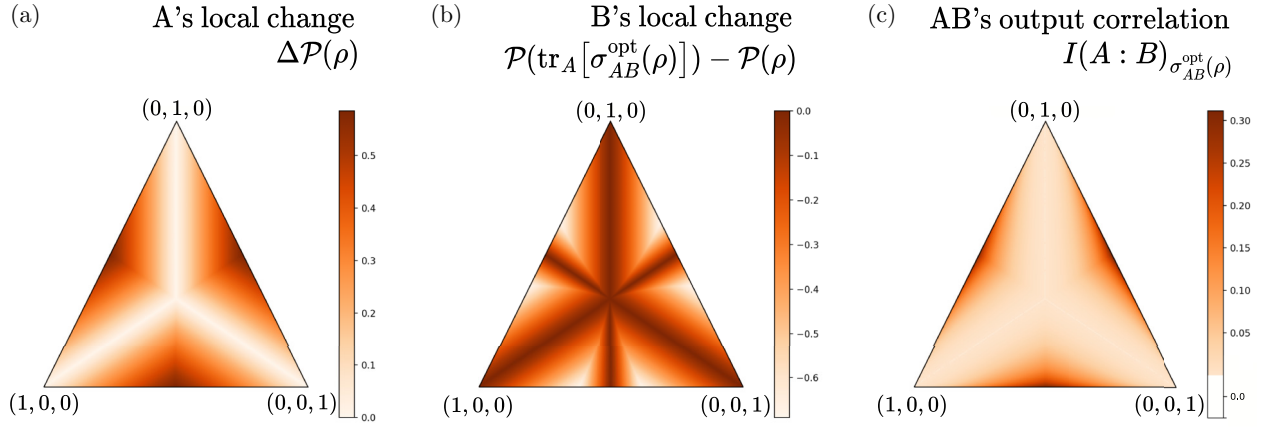 (a) A's local change
Δ𝒫(ρ)
(0, 1, 0)
0.5
0.4
0.3
0.2
0.1
0.0
(1, 0, 0)
(0, 0, 1)
(b) B's local change
𝒫(tr_A[σ_{AB}^{opt}(ρ)]) − 𝒫(ρ)
(0, 1, 0)
0.0
−0.1
−0.2
−0.3
−0.4
−0.5
−0.6
(1, 0, 0)
(0, 0, 1)
(c) AB's output correlation
I(A : B)_{σ_{AB}^{opt}(ρ)}
(0, 1, 0)
0.30
0.25
0.20
0.15
0.10
0.05
0.0
(1, 0, 0)
(0, 0, 1)